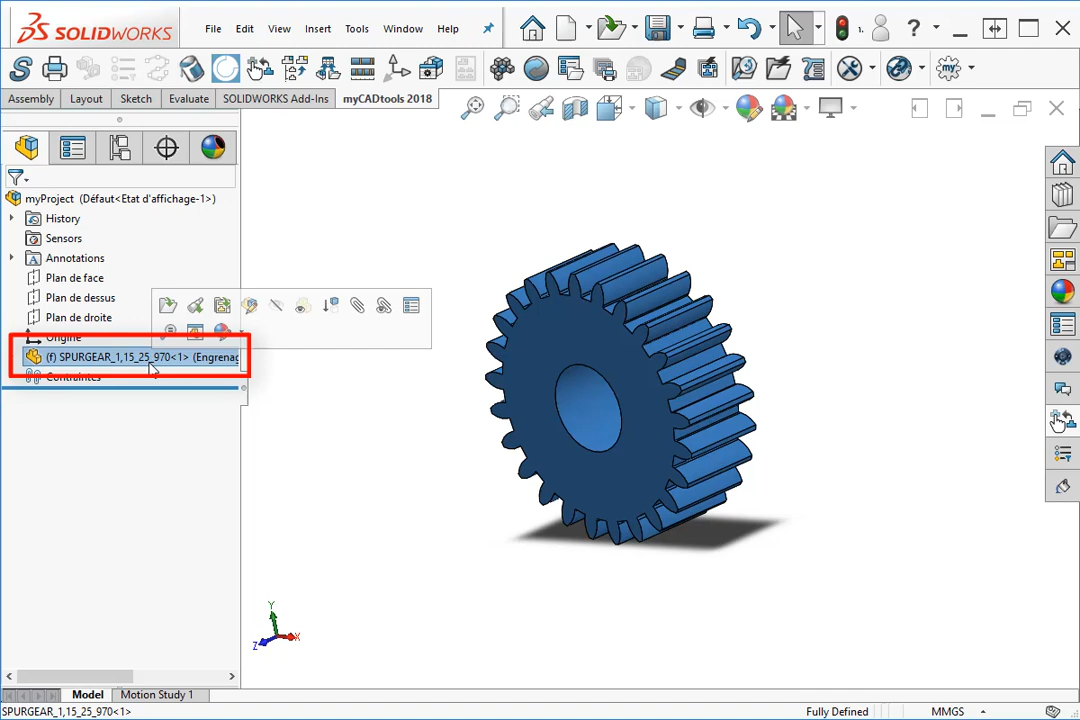 SOLIDWORKS File Edit View Insert Tools Window Help
Assembly Layout Sketch Evaluate SOLIDWORKS Add-Ins myCADtools 2018
myProject (Défaut<Etat d'affichage-1>)
History
Sensors
Annotations
Plan de face
Plan de dessus
Plan de droite
Origine
(f) SPURGEAR_1,15_25_970<1> (Engrenag
Contraintes
Y
X
Z
Model Motion Study 1
SPURGEAR_1,15_25_970<1> Fully Defined MMGS